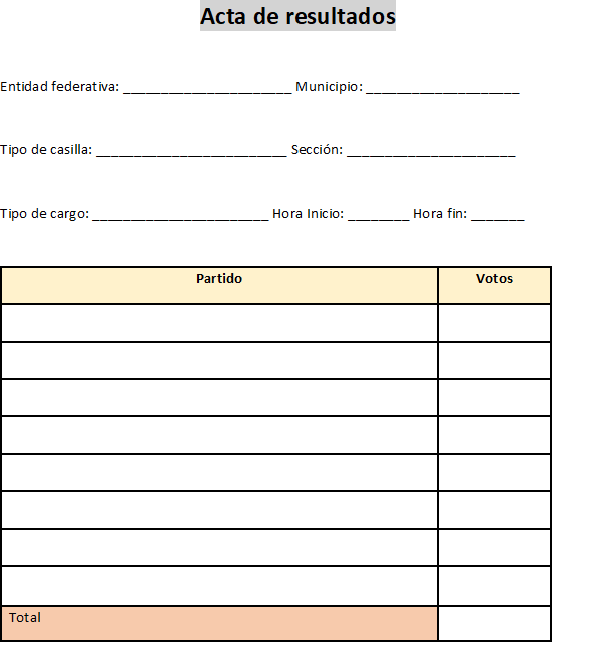 Acta de resultados
Entidad federativa: ______________________ Municipio: ____________________
Tipo de casilla: _________________________ Sección: ______________________
Tipo de cargo: _______________________ Hora Inicio: ________ Hora fin: _______
Partido Votos
Total